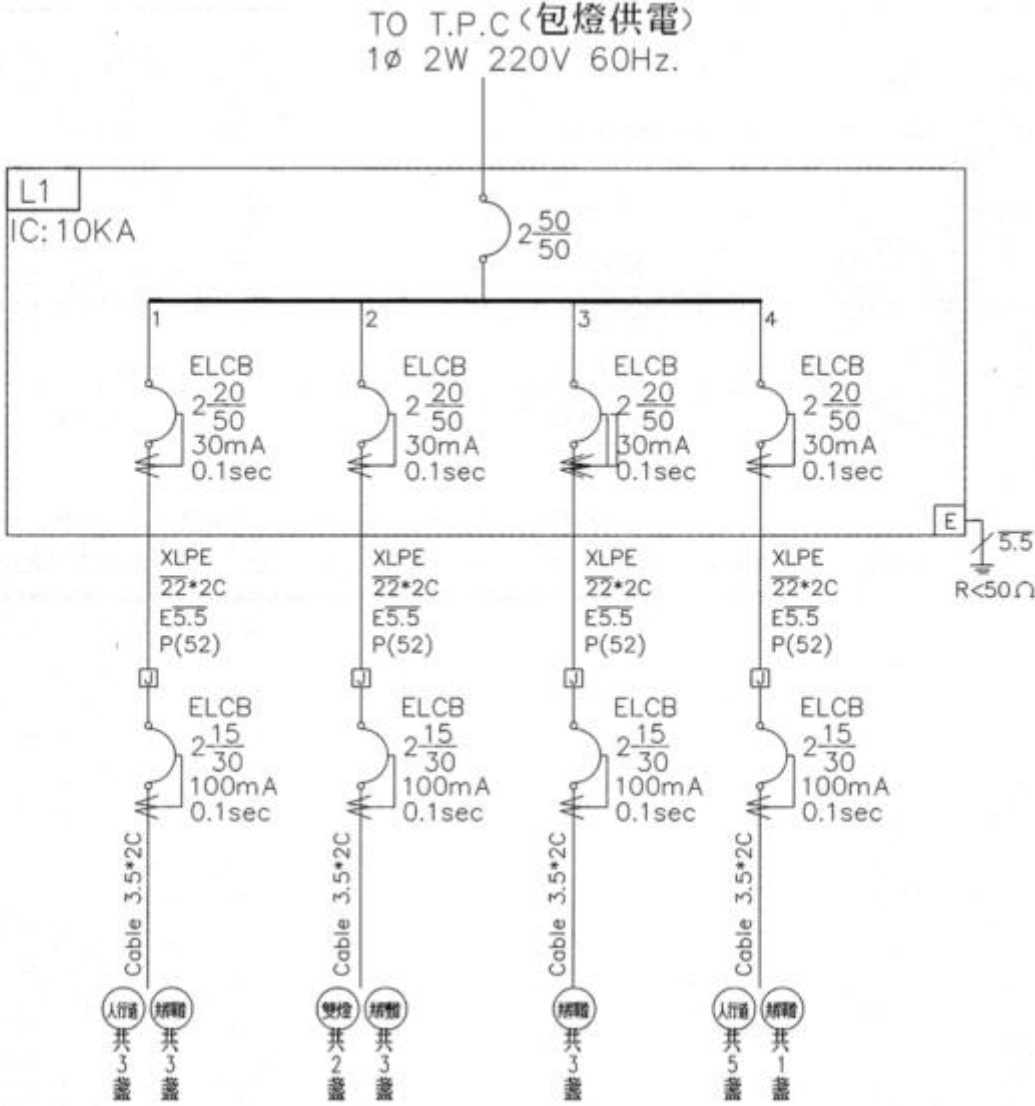 TO T.P.C(包燈供電)
1ø 2W 220V 60Hz.
L1
IC: 10KA
2 50/50
1
2
3
4
ELCB
2 20/50
30mA
0.1sec
ELCB
2 20/50
30mA
0.1sec
ELCB
2 20/50
30mA
0.1sec
ELCB
2 20/50
30mA
0.1sec
E
5.5
R<50Ω
XLPE
22*2C
E5.5
P(52)
XLPE
22*2C
E5.5
P(52)
XLPE
22*2C
E5.5
P(52)
XLPE
22*2C
E5.5
P(52)
J
J
J
J
ELCB
2 15/30
100mA
0.1sec
ELCB
2 15/30
100mA
0.1sec
ELCB
2 15/30
100mA
0.1sec
ELCB
2 15/30
100mA
0.1sec
Cable 3.5*2C
Cable 3.5*2C
Cable 3.5*2C
Cable 3.5*2C
人行道
共3
共3
雙燈
共2
共3
共3
人行道
共5
共1